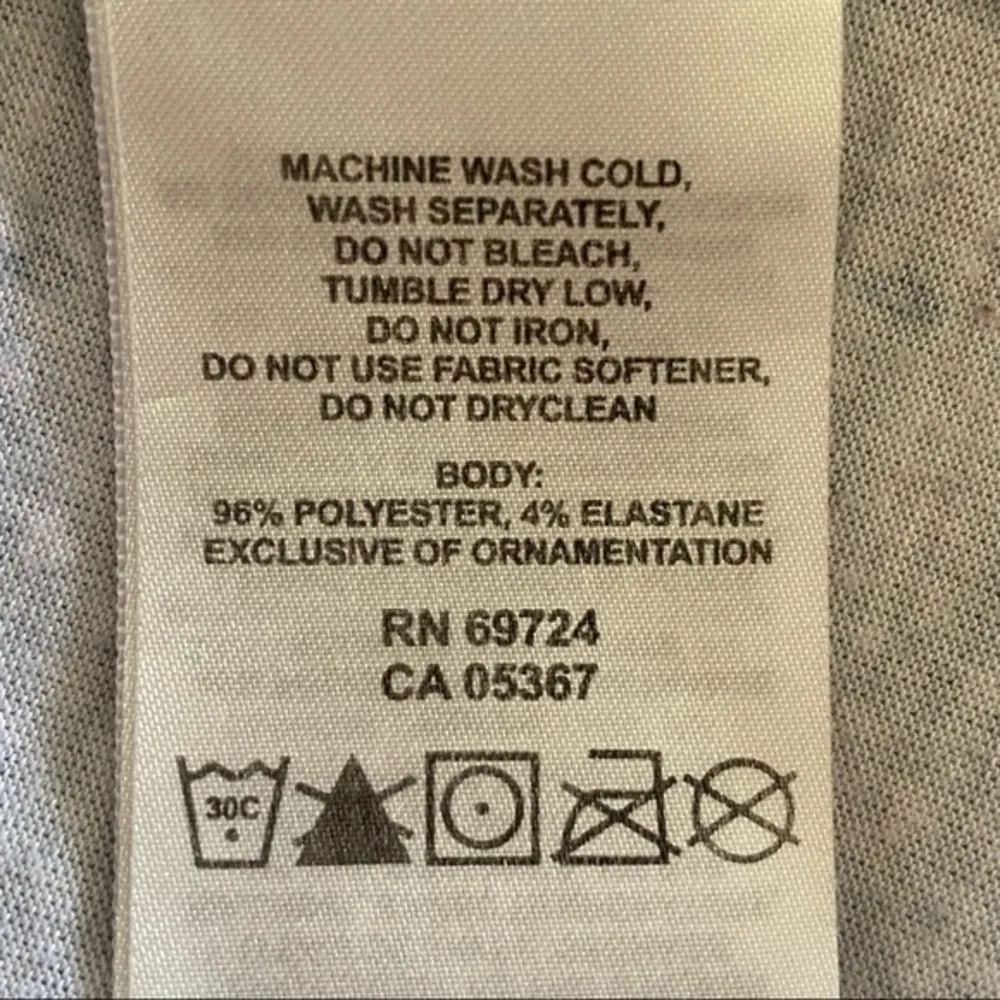 MACHINE WASH COLD,
WASH SEPARATELY,
DO NOT BLEACH,
TUMBLE DRY LOW,
DO NOT IRON,
DO NOT USE FABRIC SOFTENER,
DO NOT DRYCLEAN
BODY:
96% POLYESTER, 4% ELASTANE
EXCLUSIVE OF ORNAMENTATION
RN 69724
CA 05367
30C